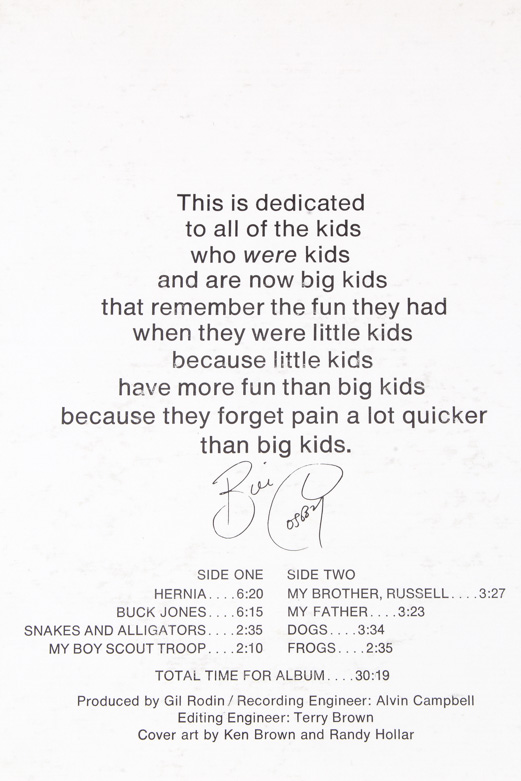 This is dedicated
to all of the kids
who were kids
and are now big kids
that remember the fun they had
when they were little kids
because little kids
have more fun than big kids
because they forget pain a lot quicker
than big kids.
Bill Cosby
SIDE ONE
HERNIA....6:20
BUCK JONES....6:15
SNAKES AND ALLIGATORS....2:35
MY BOY SCOUT TROOP....2:10
SIDE TWO
MY BROTHER, RUSSELL....3:27
MY FATHER....3:23
DOGS....3:34
FROGS....2:35
TOTAL TIME FOR ALBUM....30:19
Produced by Gil Rodin / Recording Engineer: Alvin Campbell
Editing Engineer: Terry Brown
Cover art by Ken Brown and Randy Hollar